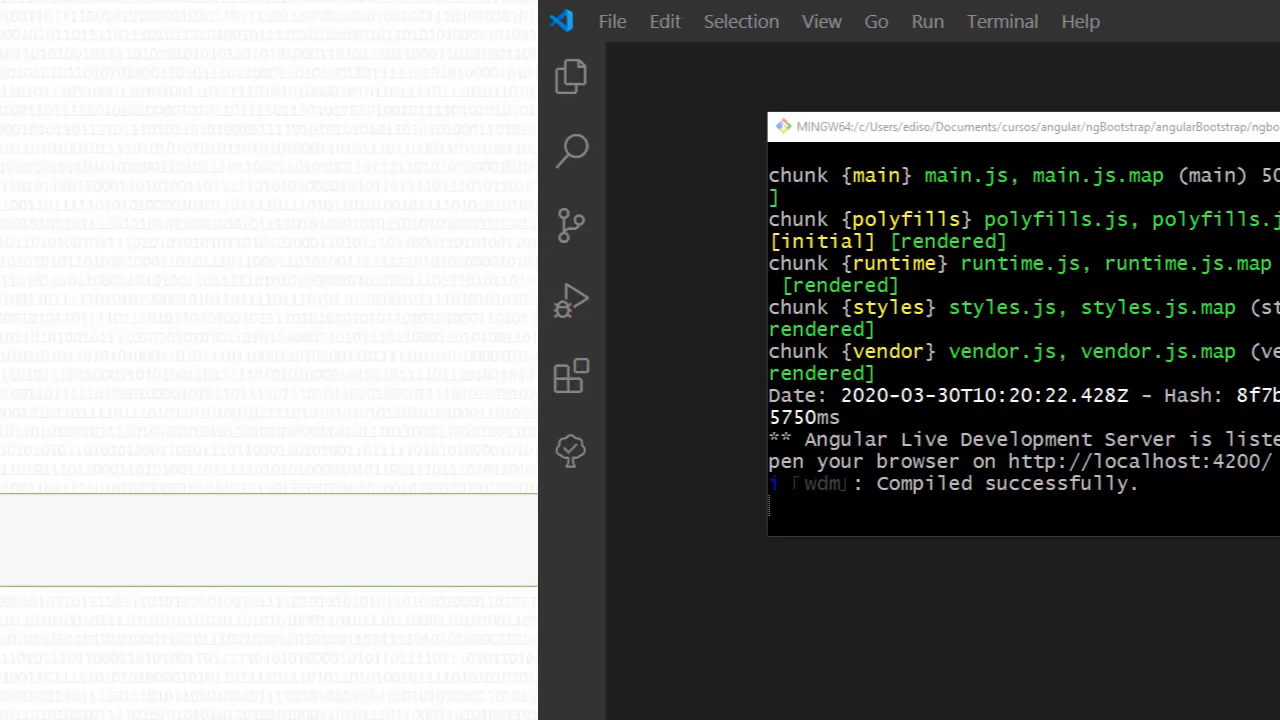 File Edit Selection View Go Run Terminal Help
MINGW64:/c/Users/ediso/Documents/cursos/angular/ngBootstrap/angularBootstrap/ngbo
chunk {main} main.js, main.js.map (main) 50
]
chunk {polyfills} polyfills.js, polyfills.j
[initial] [rendered]
chunk {runtime} runtime.js, runtime.js.map
[rendered]
chunk {styles} styles.js, styles.js.map (st
rendered]
chunk {vendor} vendor.js, vendor.js.map (ve
rendered]
Date: 2020-03-30T10:20:22.428Z - Hash: 8f7b
5750ms
** Angular Live Development Server is liste
pen your browser on http://localhost:4200/
i 「wdm」: Compiled successfully.